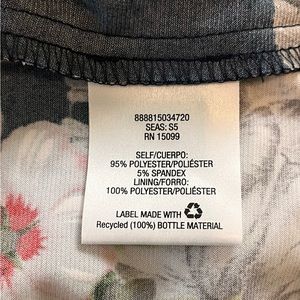 888815034720
SEAS: S5
RN 15099
SELF/CUERPO:
95% POLYESTER/POLIÉSTER
5% SPANDEX
LINING/FORRO:
100% POLYESTER/POLIÉSTER
LABEL MADE WITH
Recycled (100%) BOTTLE MATERIAL